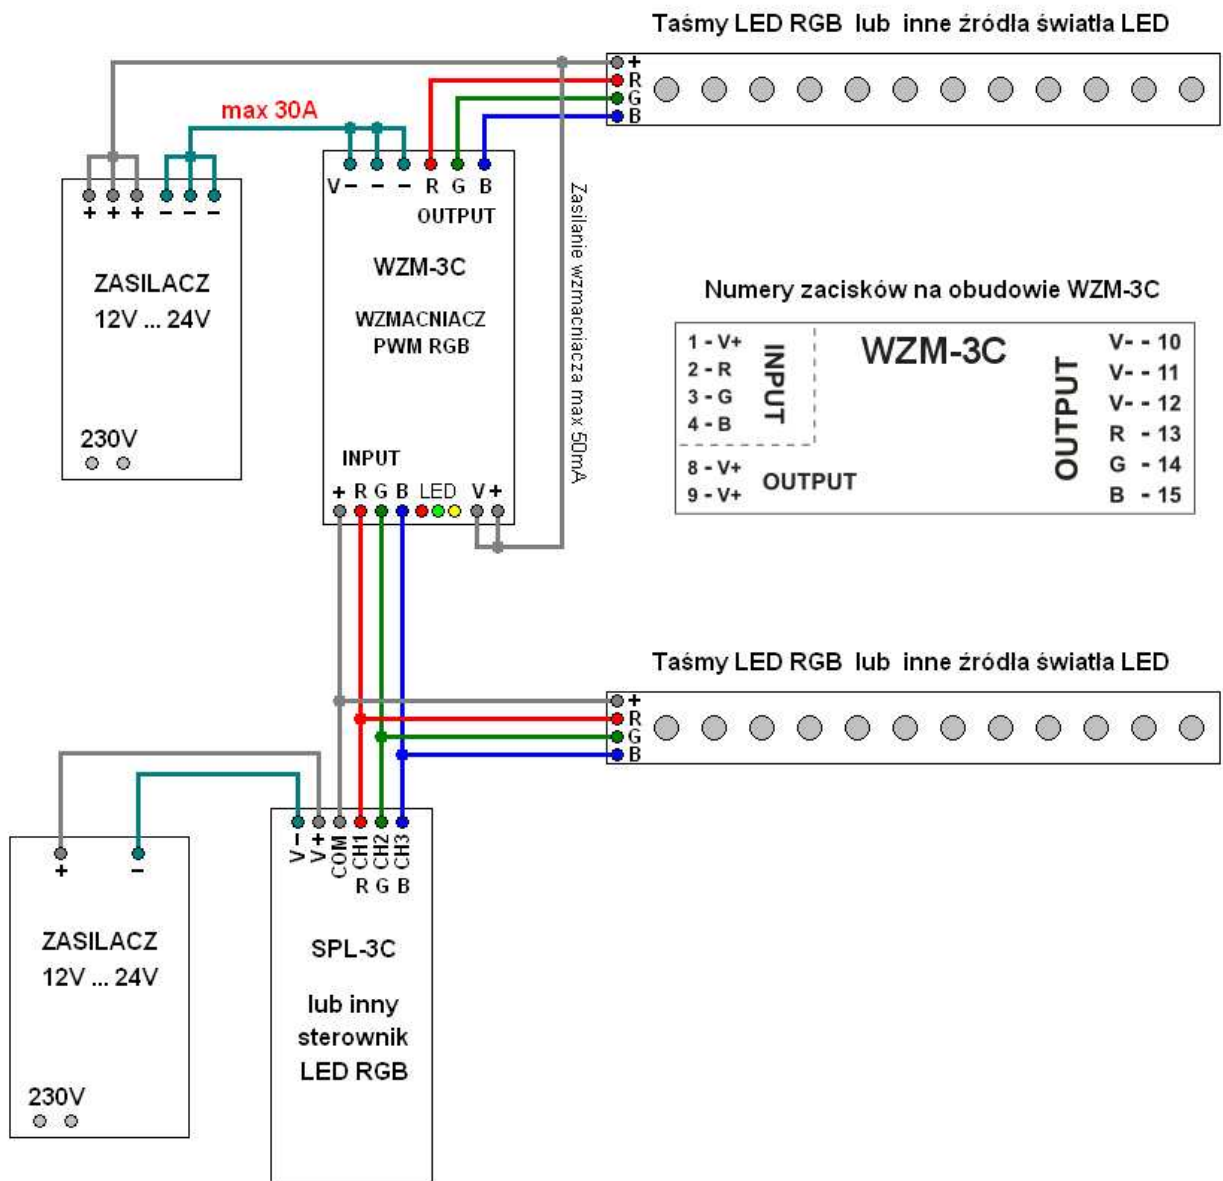 Taśmy LED RGB lub inne źródła światła LED
+
R
G
B
max 30A
+ + + − − −
ZASILACZ
12V ... 24V
230V
V − − − R G B
OUTPUT
WZM-3C
WZMACNIACZ
PWM RGB
INPUT
+ R G B LED V +
Zasilanie wzmacniacza max 50mA
Numery zacisków na obudowie WZM-3C
1 - V+
2 - R
3 - G
4 - B
INPUT
8 - V+
9 - V+
OUTPUT
WZM-3C
OUTPUT
V- - 10
V- - 11
V- - 12
R - 13
G - 14
B - 15
Taśmy LED RGB lub inne źródła światła LED
+
R
G
B
+ −
ZASILACZ
12V ... 24V
230V
V− V+ COM CH1 CH2 CH3
R G B
SPL-3C
lub inny
sterownik
LED RGB